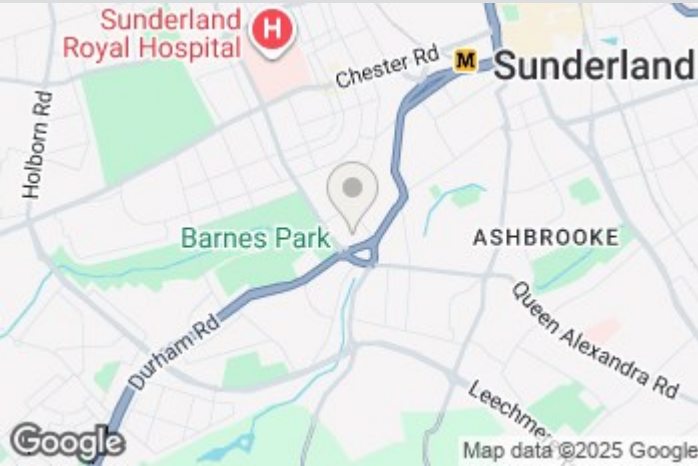 Sunderland
Royal Hospital
H
Chester Rd
M
Sunderland
Holborn Rd
Barnes Park
ASHBROOKE
Queen Alexandra Rd
Durham Rd
Google
Map data ©2025 Google